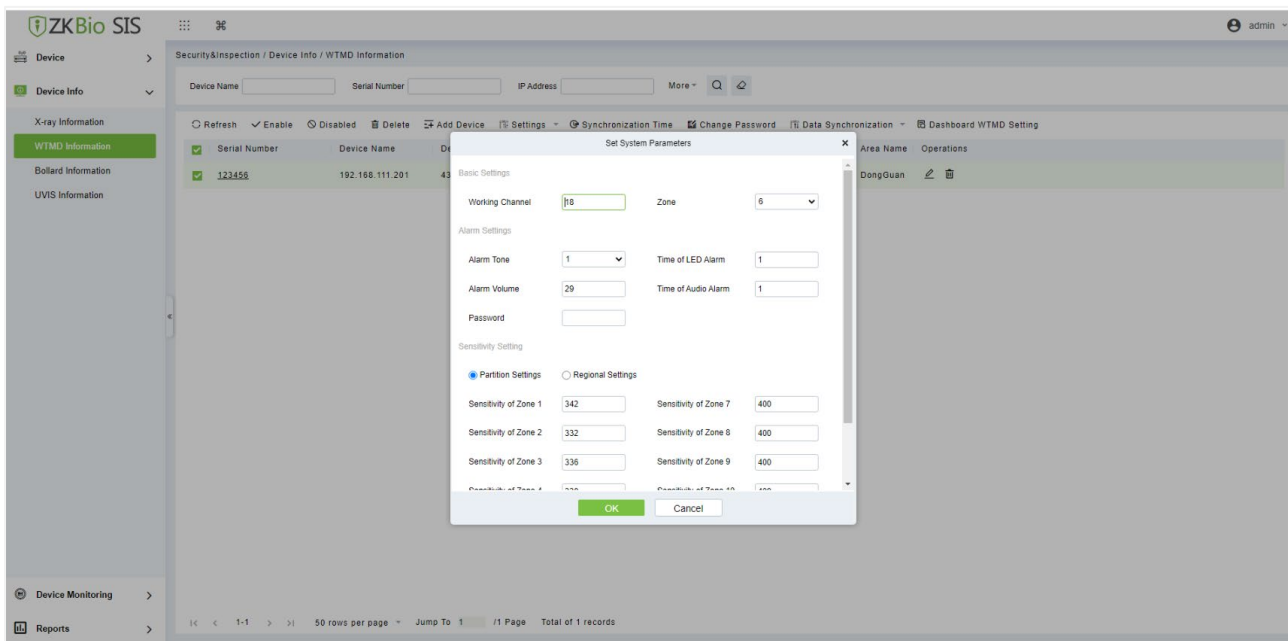 ZKBio SIS
admin
Device
Device Info
X-ray Information
WTMD Information
Bollard Information
UVIS Information
Device Monitoring
Reports
Security&Inspection / Device Info / WTMD Information
Device Name Serial Number IP Address More
Refresh Enable Disabled Delete Add Device Settings Synchronization Time Change Password Data Synchronization Dashboard WTMD Setting
Serial Number Device Name Area Name Operations
123456 192.168.111.201 43 DongGuan
Set System Parameters
Basic Settings
Working Channel 18 Zone 6
Alarm Settings
Alarm Tone 1 Time of LED Alarm 1
Alarm Volume 29 Time of Audio Alarm 1
Password
Sensitivity Setting
Partition Settings Regional Settings
Sensitivity of Zone 1 342 Sensitivity of Zone 7 400
Sensitivity of Zone 2 332 Sensitivity of Zone 8 400
Sensitivity of Zone 3 336 Sensitivity of Zone 9 400
OK Cancel
1-1 50 rows per page Jump To 1 /1 Page Total of 1 records